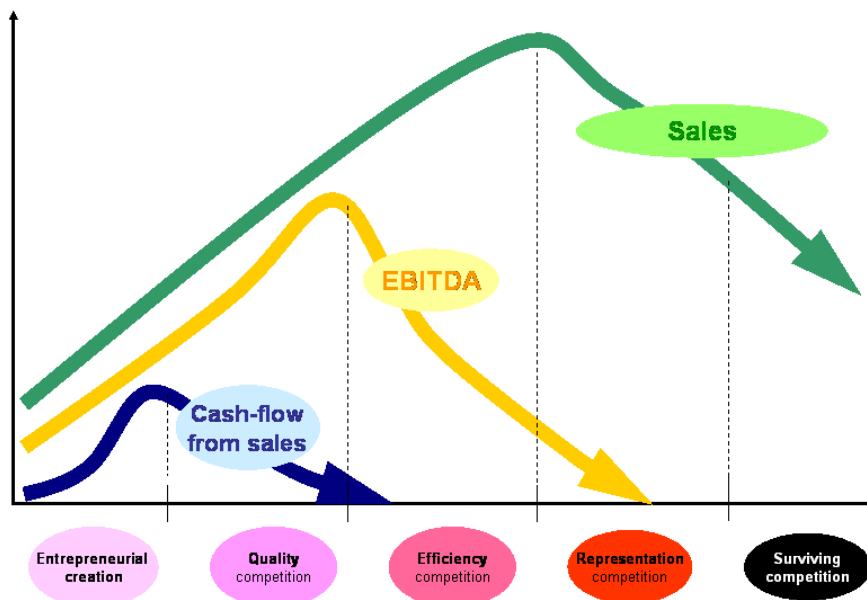 Sales
EBITDA
Cash-flow
from sales
Entrepreneurial
creation
Quality
competition
Efficiency
competition
Representation
competition
Surviving
competition